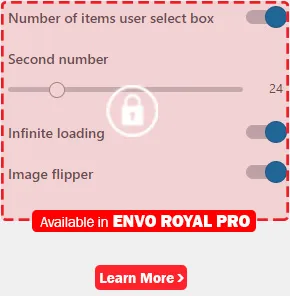 Number of items user select box
Second number
24
Infinite loading
Image flipper
Available in ENVO ROYAL PRO
Learn More >